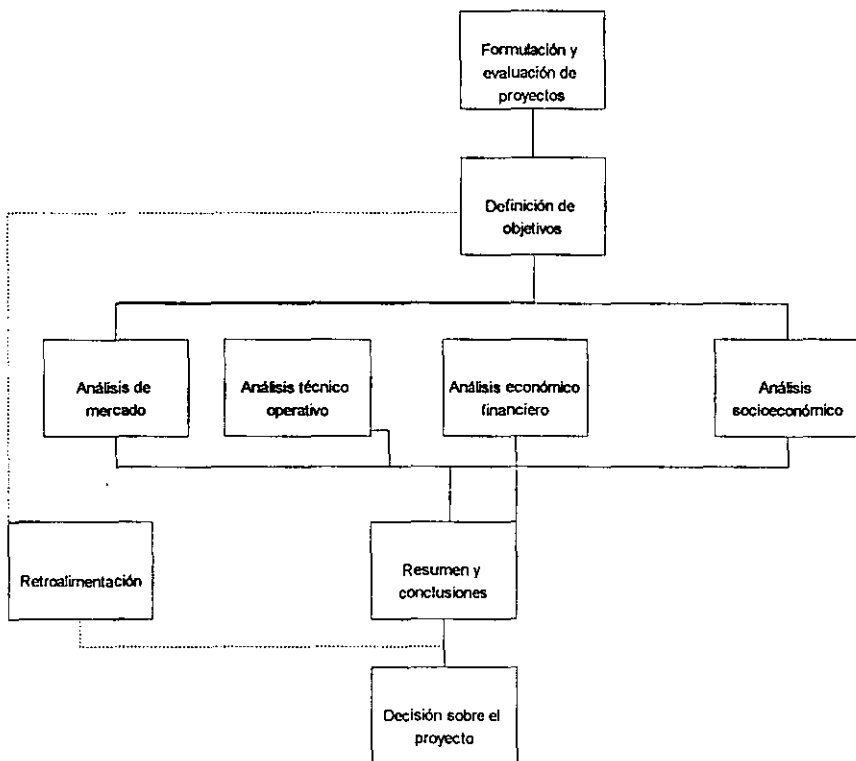 Formulación y
evaluación de
proyectos
Definición de
objetivos
Análisis de
mercado
Análisis técnico
operativo
Análisis económico
financiero
Análisis
socioeconómico
Retroalimentación
Resumen y
conclusiones
Decisión sobre el
proyecto